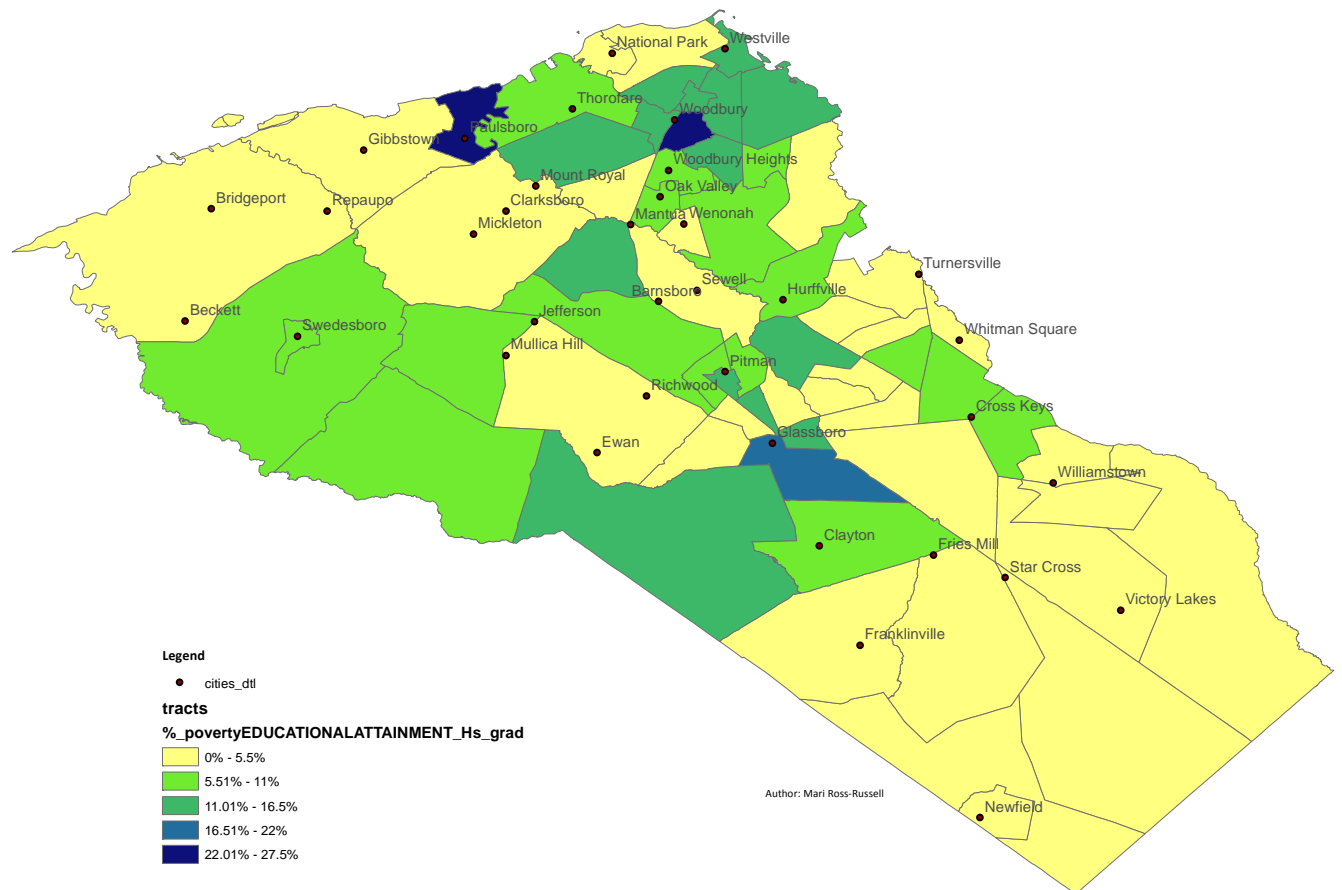 National Park
Westville
Thorofare
Woodbury
Paulsboro
Gibbstown
Woodbury Heights
Mount Royal
Oak Valley
Bridgeport
Repaupo
Clarksboro
Mickleton
Mantua
Wenonah
Turnersville
Sewell
Barnsboro
Hurffville
Beckett
Jefferson
Swedesboro
Whitman Square
Mullica Hill
Pitman
Richwood
Cross Keys
Glassboro
Ewan
Williamstown
Clayton
Fries Mill
Star Cross
Victory Lakes
Franklinville
Newfield
Legend
cities_dtl
tracts
%_povertyEDUCATIONALATTAINMENT_Hs_grad
0% - 5.5%
5.51% - 11%
11.01% - 16.5%
16.51% - 22%
22.01% - 27.5%
Author: Mari Ross-Russell